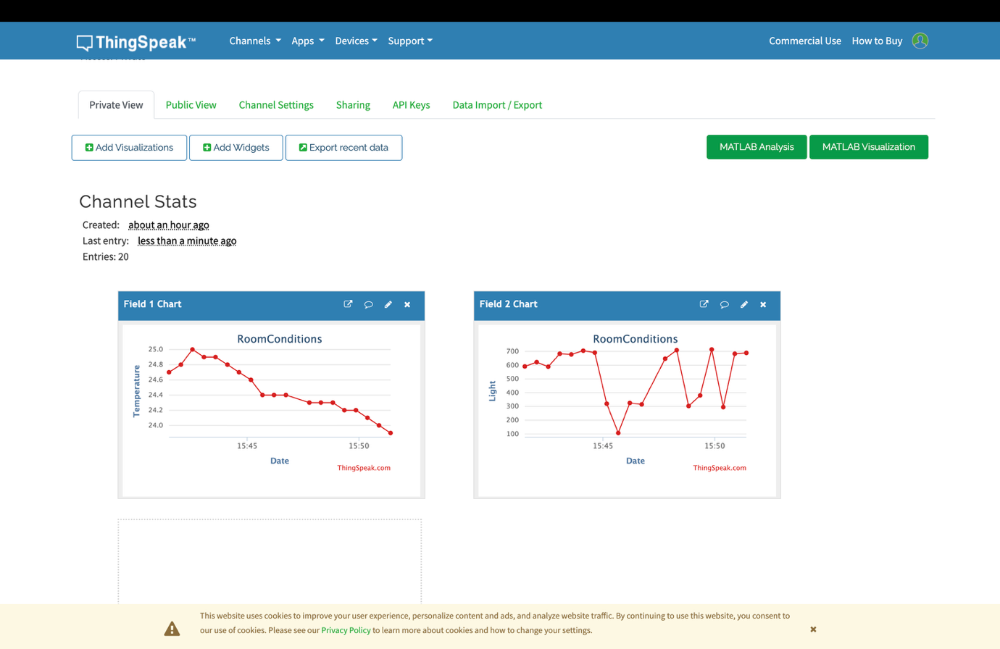 ThingSpeak™ Channels Apps Devices Support Commercial Use How to Buy
Access: Private
Private View Public View Channel Settings Sharing API Keys Data Import / Export
Add Visualizations Add Widgets Export recent data MATLAB Analysis MATLAB Visualization
Channel Stats
Created: about an hour ago
Last entry: less than a minute ago
Entries: 20
Field 1 Chart
RoomConditions
Temperature
25.0
24.8
24.6
24.4
24.2
24.0
15:45 15:50
Date
ThingSpeak.com
Field 2 Chart
RoomConditions
Light
700
600
500
400
300
200
100
15:45 15:50
Date
ThingSpeak.com
This website uses cookies to improve your user experience, personalize content and ads, and analyze website traffic. By continuing to use this website, you consent to
our use of cookies. Please see our Privacy Policy to learn more about cookies and how to change your settings.